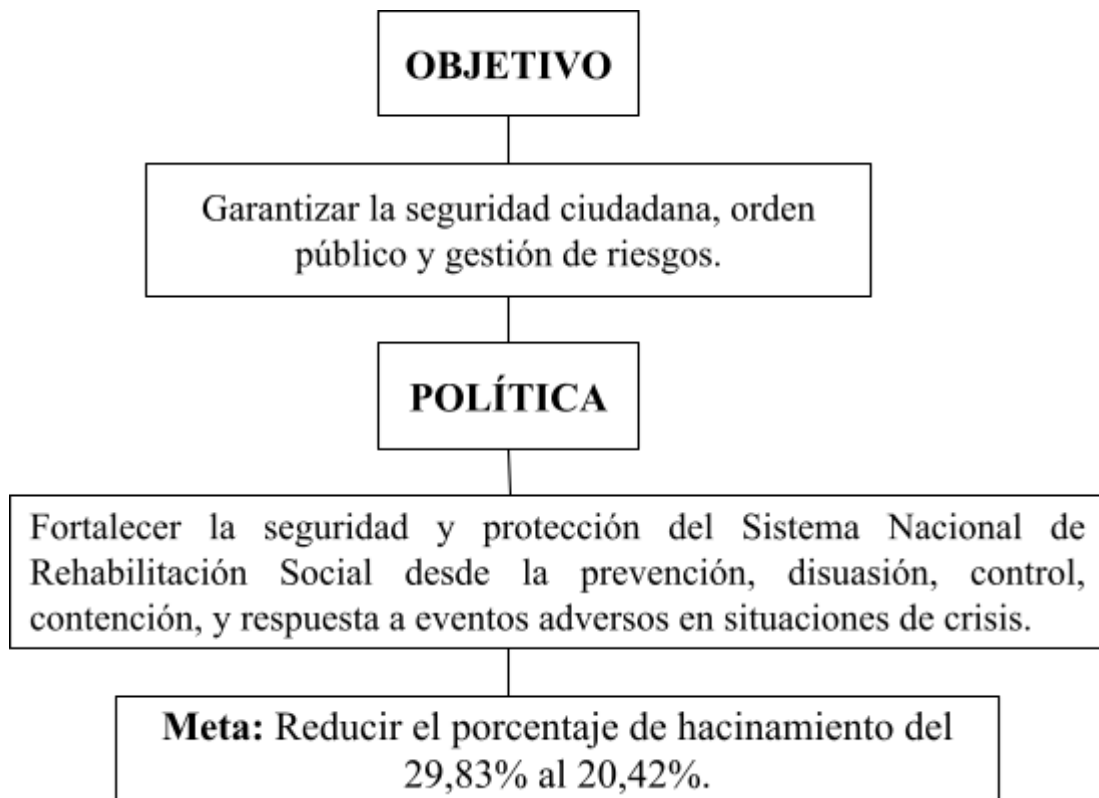 OBJETIVO
Garantizar la seguridad ciudadana, orden
público y gestión de riesgos.
POLÍTICA
Fortalecer la seguridad y protección del Sistema Nacional de
Rehabilitación Social desde la prevención, disuasión, control,
contención, y respuesta a eventos adversos en situaciones de crisis.
Meta: Reducir el porcentaje de hacinamiento del
29,83% al 20,42%.